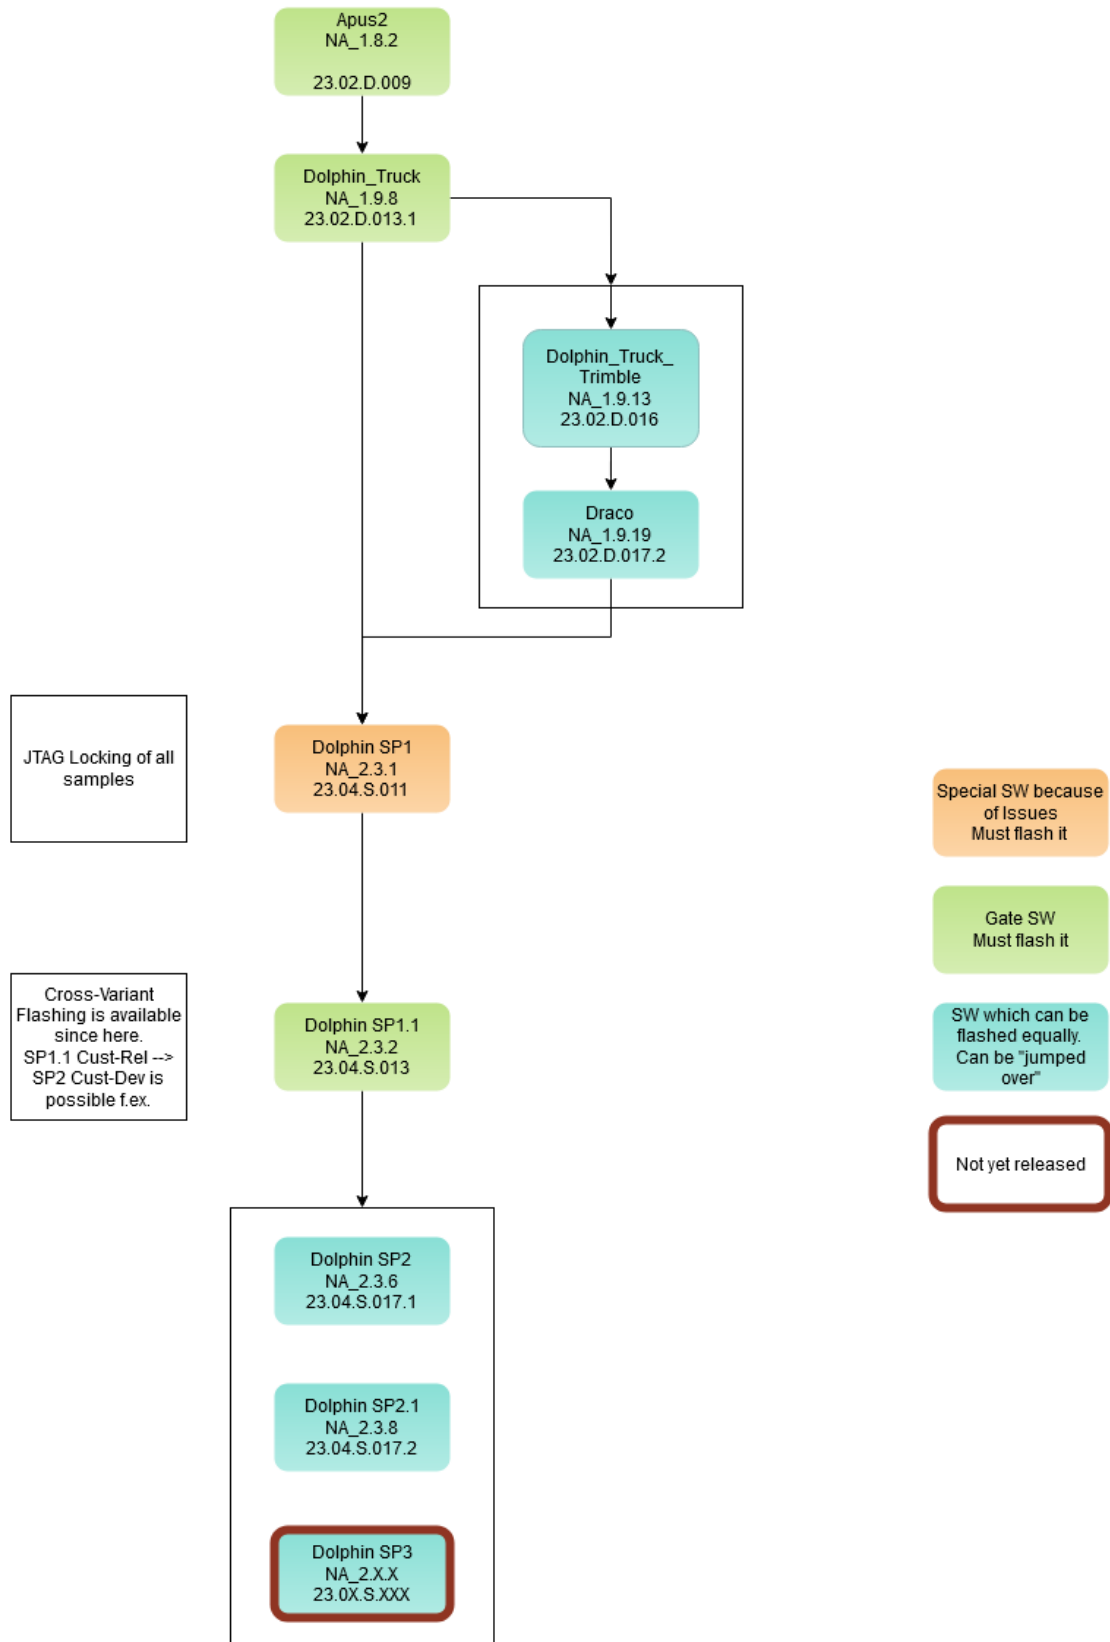 Apus2
NA_1.8.2
23.02.D.009
Dolphin_Truck
NA_1.9.8
23.02.D.013.1
Dolphin_Truck_
Trimble
NA_1.9.13
23.02.D.016
Draco
NA_1.9.19
23.02.D.017.2
JTAG Locking of all
samples
Dolphin SP1
NA_2.3.1
23.04.S.011
Special SW because
of Issues
Must flash it
Gate SW
Must flash it
Cross-Variant
Flashing is available
since here.
SP1.1 Cust-Rel -->
SP2 Cust-Dev is
possible f.ex.
Dolphin SP1.1
NA_2.3.2
23.04.S.013
SW which can be
flashed equally.
Can be "jumped
over"
Not yet released
Dolphin SP2
NA_2.3.6
23.04.S.017.1
Dolphin SP2.1
NA_2.3.8
23.04.S.017.2
Dolphin SP3
NA_2.X.X
23.0X.S.XXX